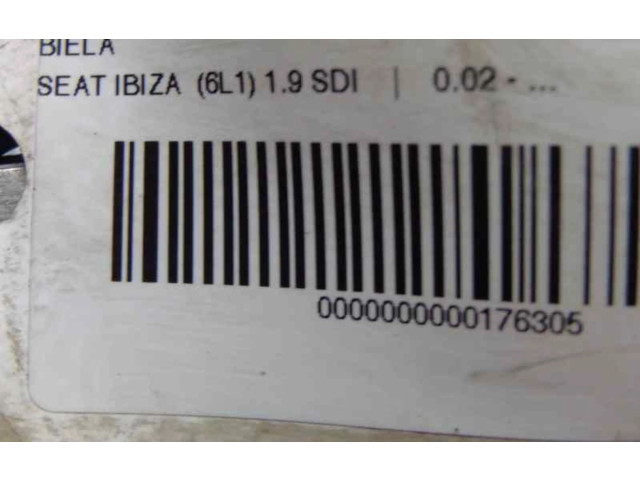 BIELA
SEAT IBIZA (6L1) 1.9 SDI | 0.02 - ...
0000000000176305